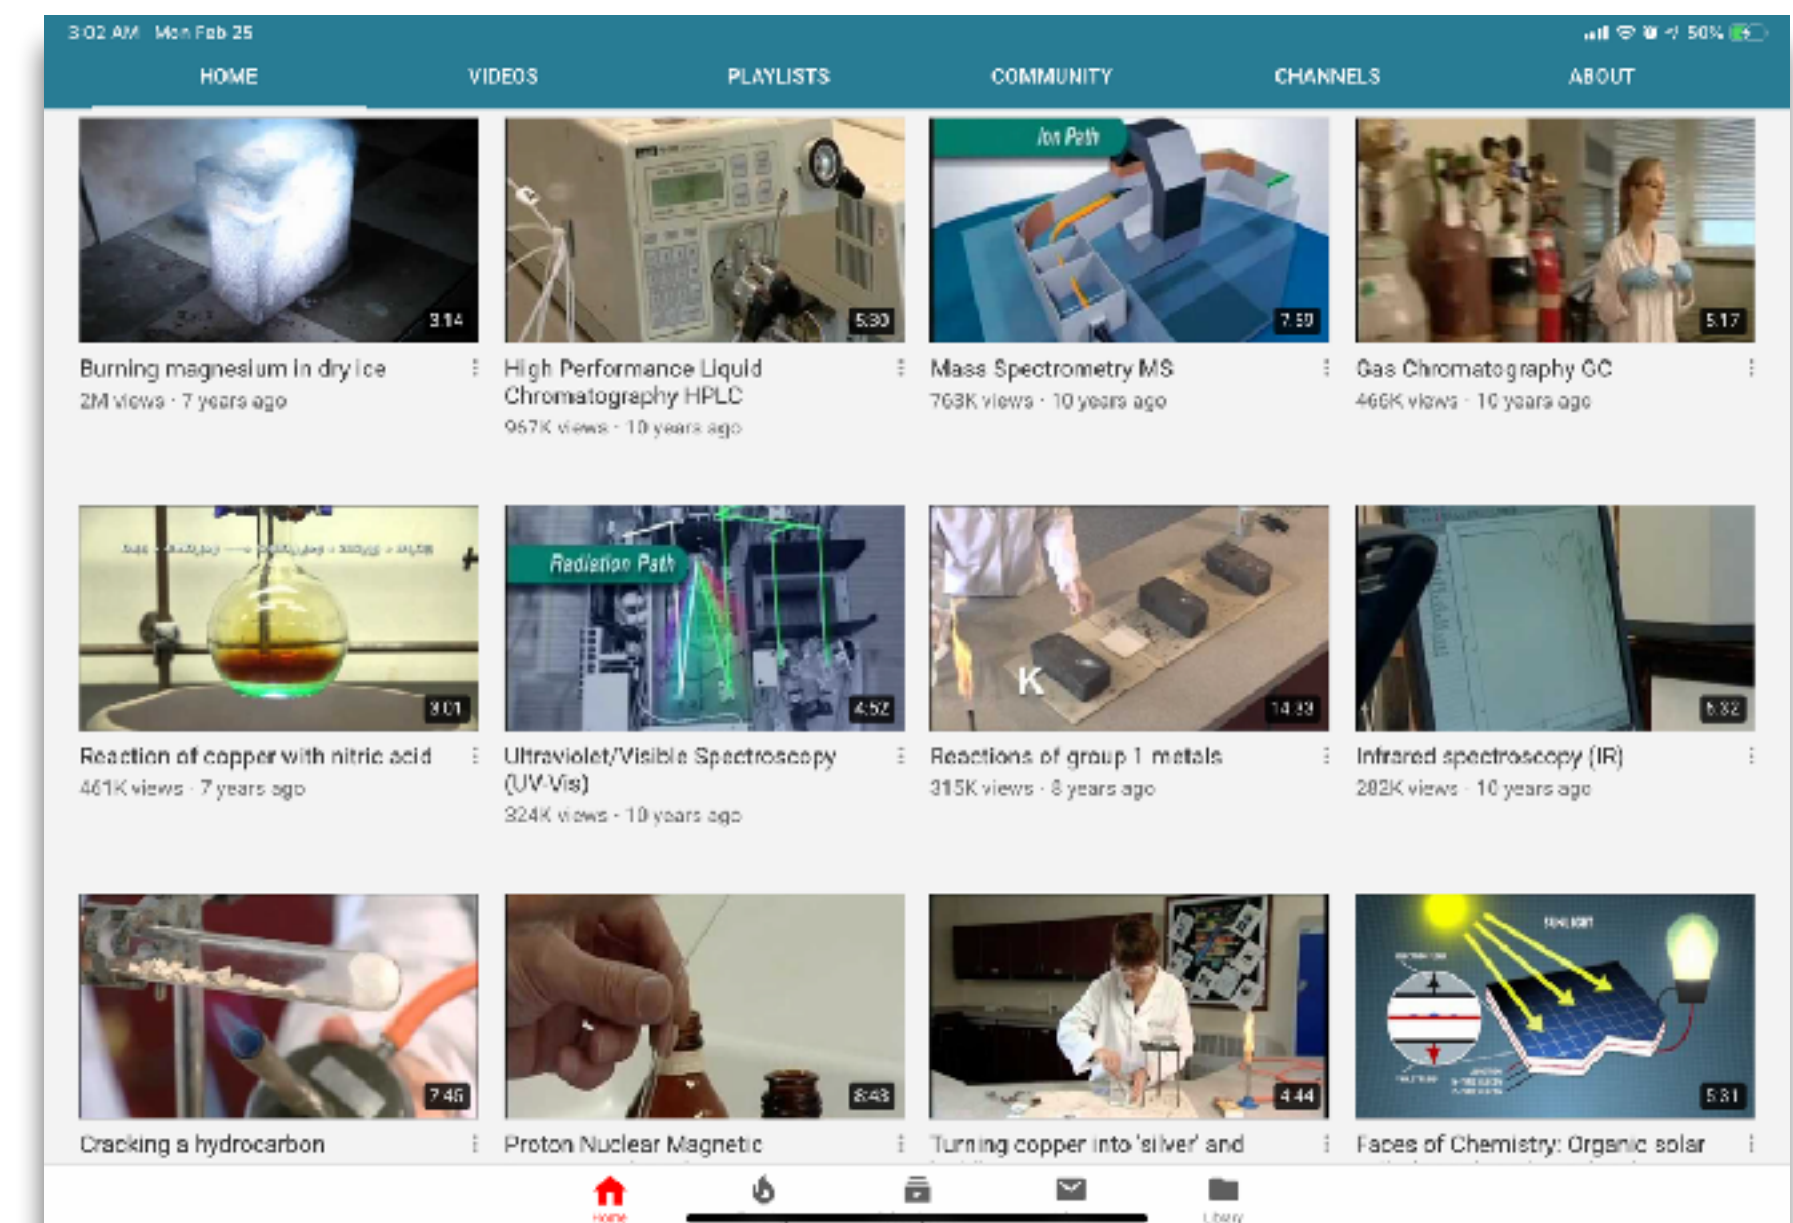 3:02 AM Mon Feb 25
50%
HOME VIDEOS PLAYLISTS COMMUNITY CHANNELS ABOUT
Ion Path
3:14
5:30
7:59
5:17
Burning magnesium in dry ice
2M views · 7 years ago
High Performance Liquid
Chromatography HPLC
967K views · 10 years ago
Mass Spectrometry MS
763K views · 10 years ago
Gas Chromatography GC
466K views · 10 years ago
Radiation Path
K
3:01
4:52
14:33
Reaction of copper with nitric acid
461K views · 7 years ago
Ultraviolet/Visible Spectroscopy
(UV-Vis)
324K views · 10 years ago
Reactions of group 1 metals
315K views · 8 years ago
Infrared spectroscopy (IR)
282K views · 10 years ago
SUNLIGHT
7:45
8:43
4:44
5:31
Cracking a hydrocarbon
Proton Nuclear Magnetic
Turning copper into 'silver' and
Faces of Chemistry: Organic solar
Home
Library